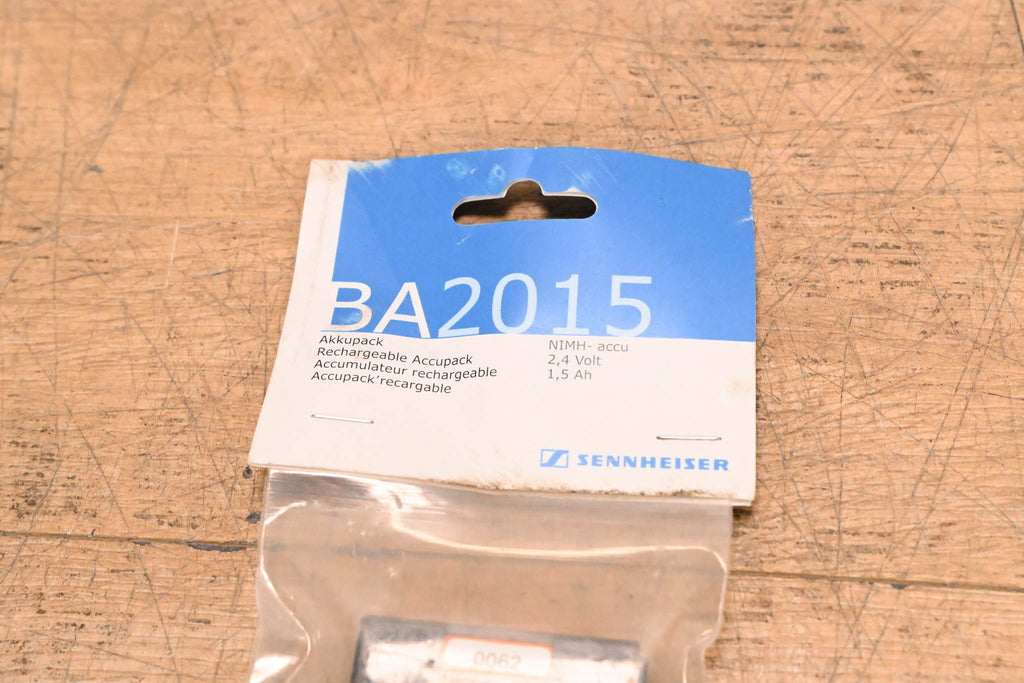 BA2015
Akkupack
Rechargeable Accupack
Accumulateur rechargeable
Accupack'recargable
NIMH- accu
2,4 Volt
1,5 Ah
SENNHEISER
0062